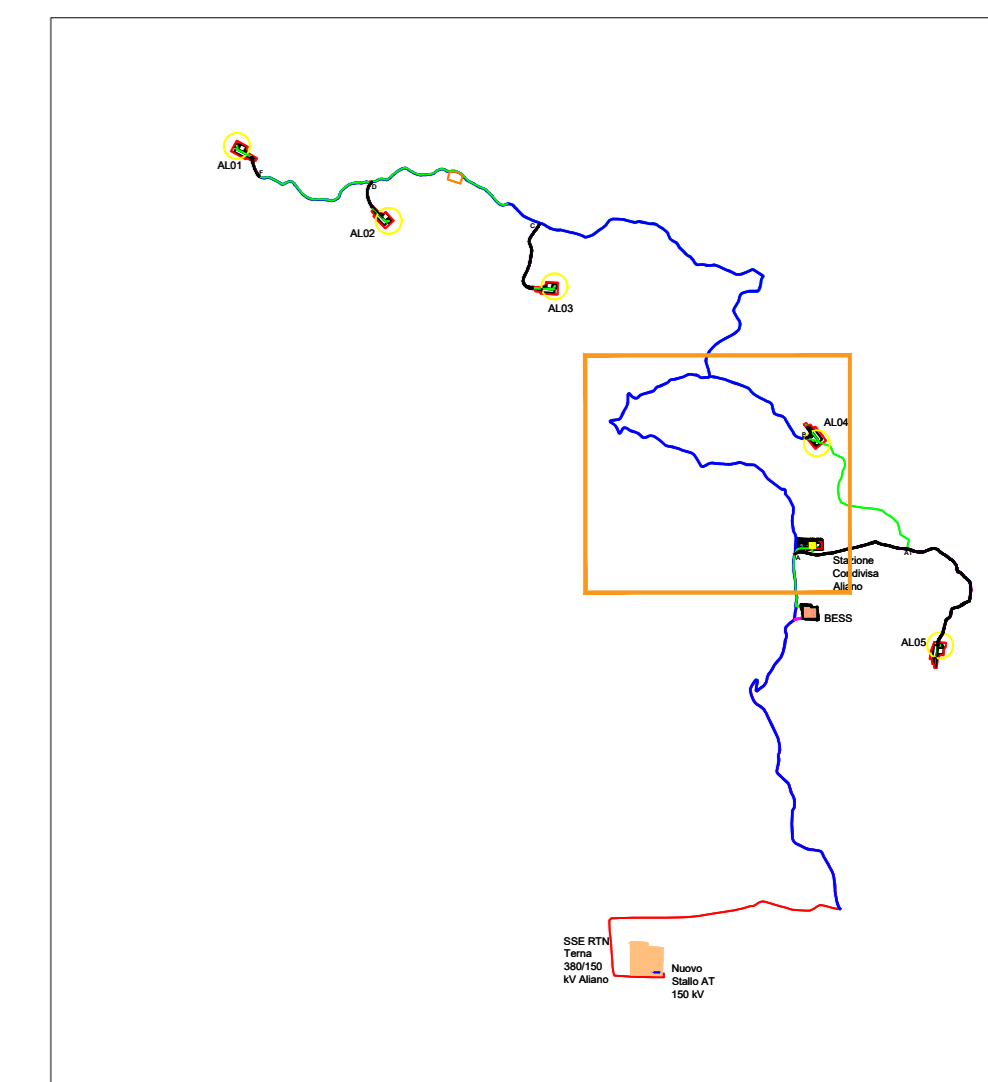 AL01
F
D
AL02
C
AL03
AL04
B
A
A1
Stazione
Condivisa
Aliano
BESS
AL05
SSE RTN
Terna
380/150
kV Aliano
Nuovo
Stallo AT
150 kV